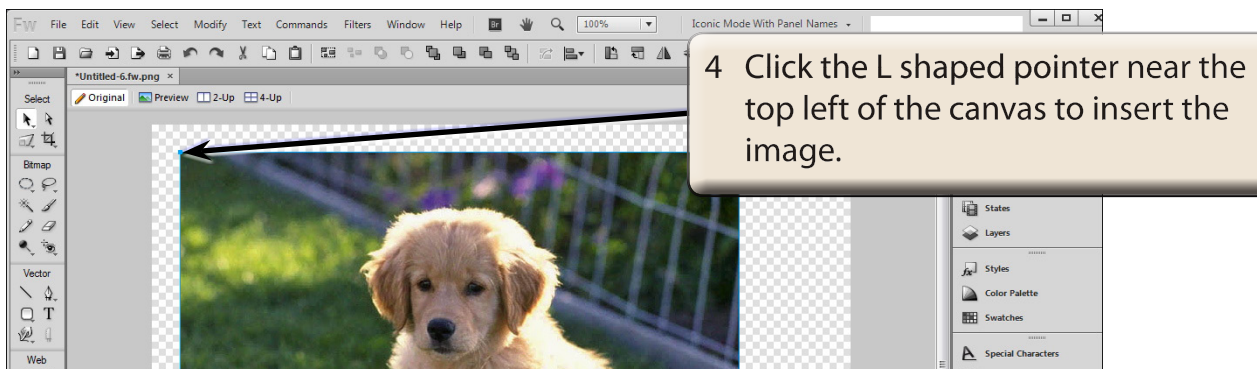 Fw File Edit View Select Modify Text Commands Filters Window Help Br 100% Iconic Mode With Panel Names
*Untitled-6.fw.png ×
Original Preview 2-Up 4-Up
Select
Bitmap
Vector
T
Web
4 Click the L shaped pointer near the
top left of the canvas to insert the
image.
States
Layers
fx Styles
Color Palette
Swatches
A Special Characters